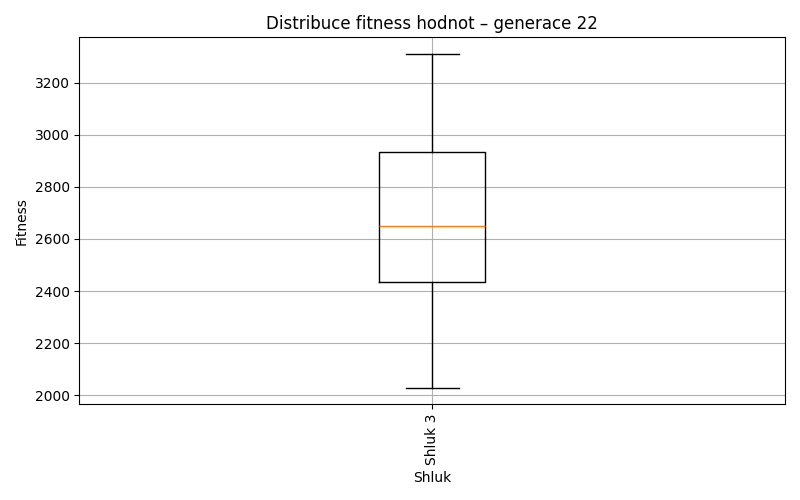 Distribuce fitness hodnot – generace 22
Fitness
3200
3000
2800
2600
2400
2200
2000
Shluk 3
Shluk